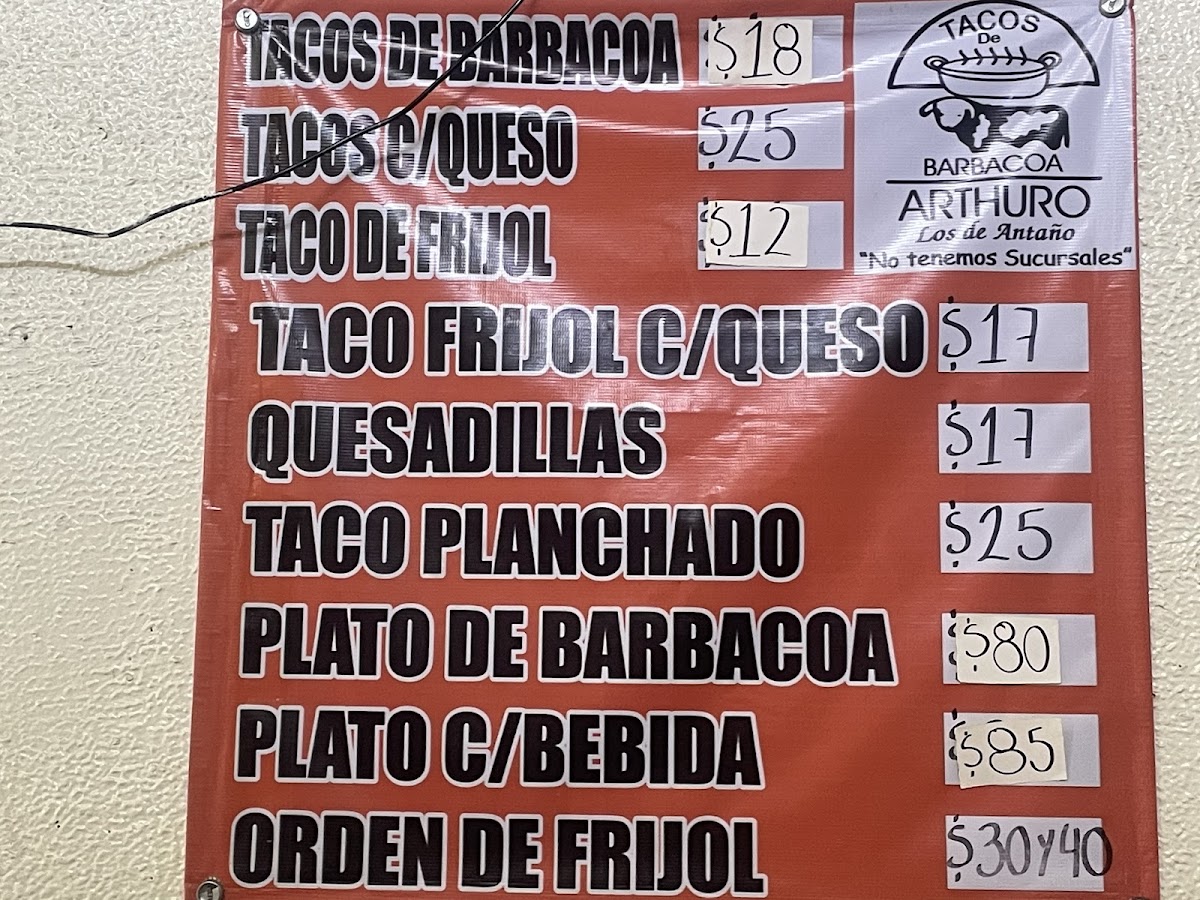 TACOS DE BARBACOA $18
TACOS C/QUESO $25
TACO DE FRIJOL $12
TACO FRIJOL C/QUESO $17
QUESADILLAS $17
TACO PLANCHADO $25
PLATO DE BARBACOA $80
PLATO C/BEBIDA $85
ORDEN DE FRIJOL $30 Y 40
TACOS
De
BARBACOA
ARTHURO
Los de Antaño
"No tenemos Sucursales"